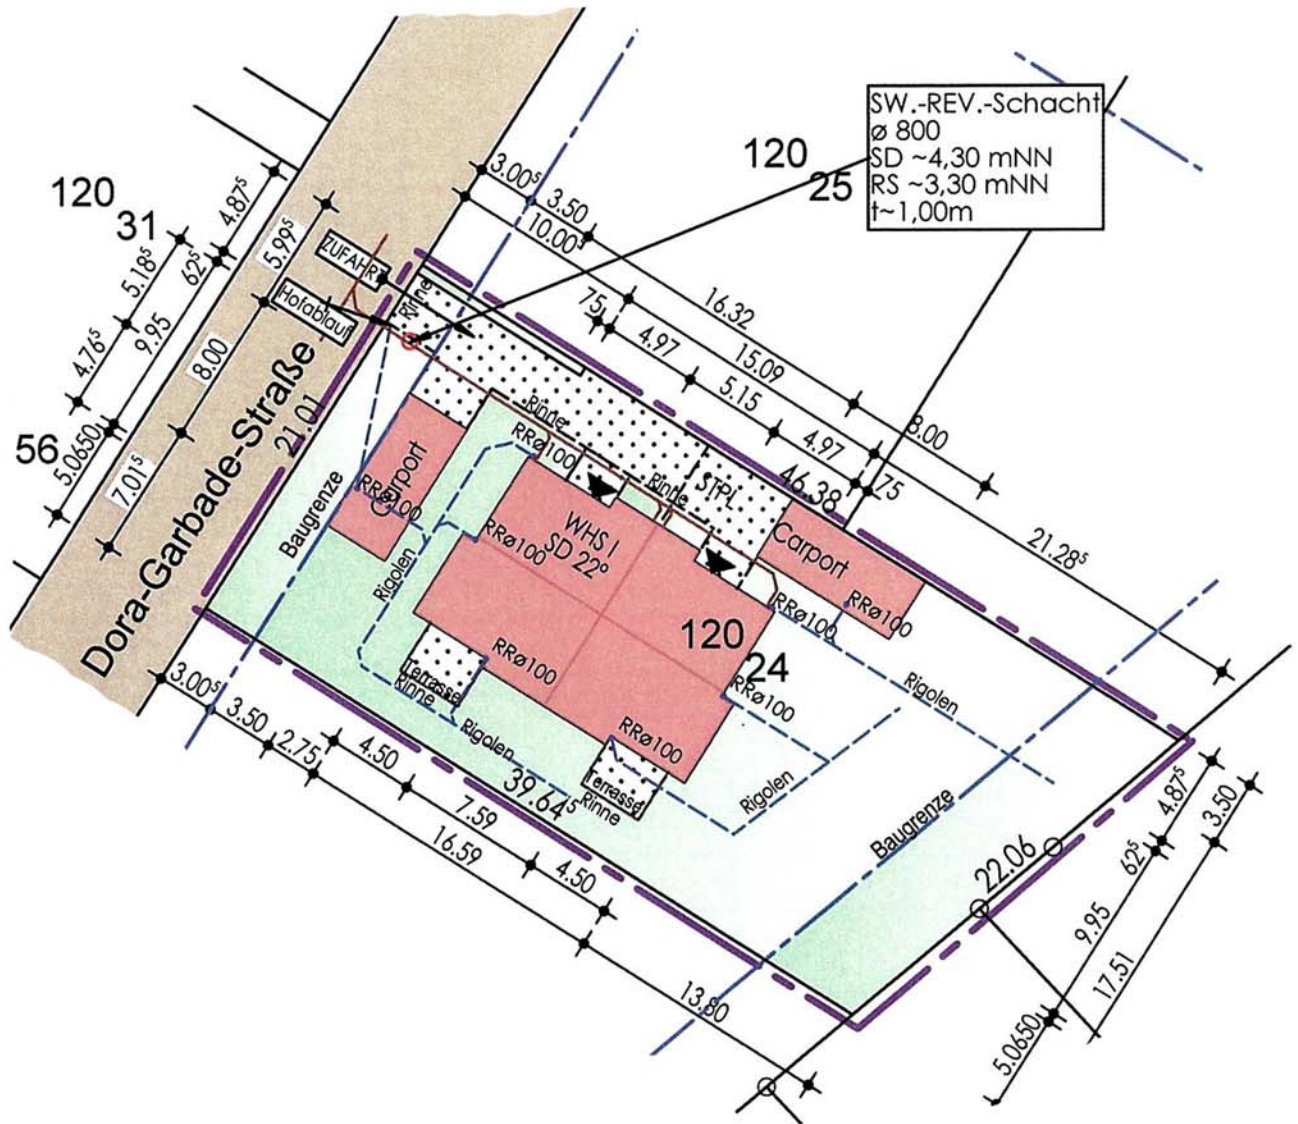 SW.-REV.-Schacht
ø 800
SD ~4,30 mNN
RS ~3,30 mNN
t~1,00m
120
25
120
31
56
3.00⁵
3.50
10.00⁵
16.32
75
4.97
15.09
5.15
4.97
75
8.00
21.28⁵
46.38
4.87⁵
62⁵
5.18⁵
9.95
4.76⁵
5.0650
5.99⁵
8.00
7.01⁵
ZUFAHRT
Hofablauf
Dora-Garbade-Straße
21.01
Rinne
Rinne
Rinne
STPL
Carport
Carport
RRø100
RRø100
RRø100
RRø100
RRø100
RRø100
RRø100
RRø100
WHS I
SD 22°
120
24
Baugrenze
Rigolen
Terrasse
Rinne
Rigolen
Terrasse
Rinne
Rigolen
Rigolen
Baugrenze
3.00⁵
3.50
2.75
4.50
7.59
16.59
4.50
39.64⁵
13.80
22.06
4.87⁵
3.50
62⁵
9.95
17.51
5.0650